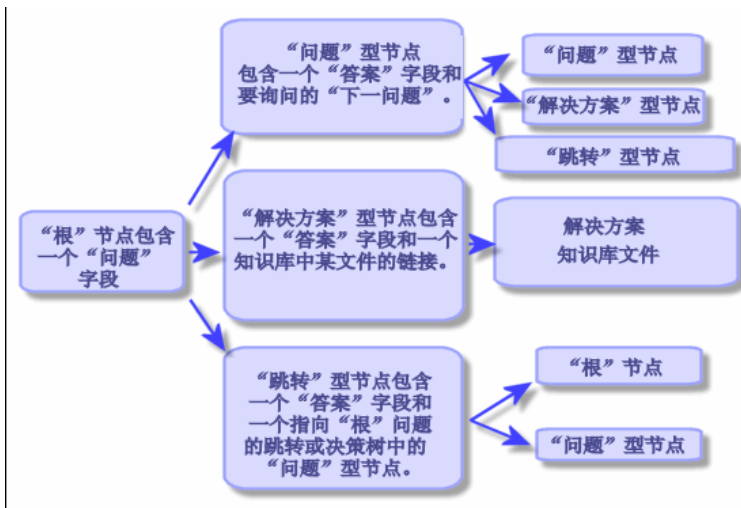 “问题”型节点
包含一个“答案”字段和
要询问的“下一问题”。
“问题”型节点
“解决方案”型节点
“跳转”型节点
“根”节点包含
一个“问题”
字段
“解决方案”型节点包含
一个“答案”字段和一个
知识库中某文件的链接。
解决方案
知识库文件
“跳转”型节点包含
一个“答案”字段和
一个指向“根”问题
的跳转或决策树中的
“问题”型节点。
“根”节点
“问题”型节点